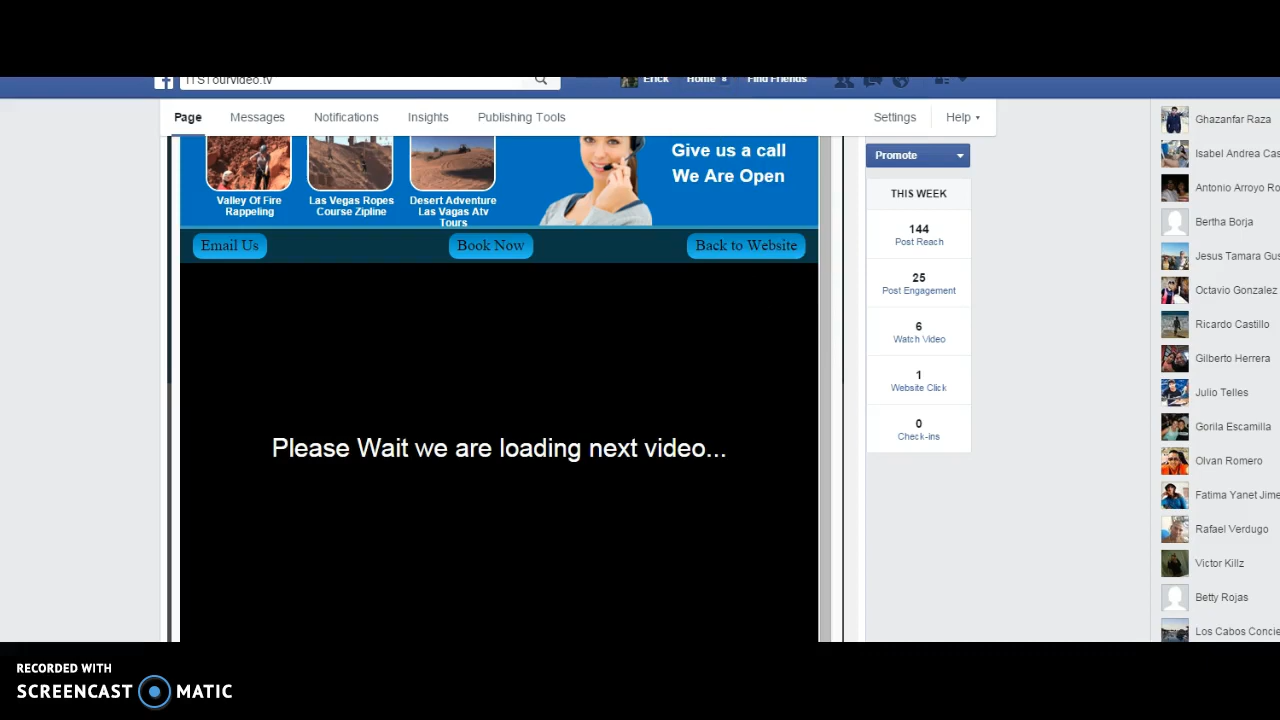 ITSTourvideo.tv
Erick
Home 8
Find Friends
Page
Messages
Notifications
Insights
Publishing Tools
Settings
Help
Valley Of Fire
Rappeling
Las Vegas Ropes
Course Zipline
Desert Adventure
Las Vagas Atv
Tours
Give us a call
We Are Open
Email Us
Book Now
Back to Website
Please Wait we are loading next video...
Promote
THIS WEEK
144
Post Reach
25
Post Engagement
6
Watch Video
1
Website Click
0
Check-ins
Ghazanfar Raza
Isabel Andrea Cas
Antonio Arroyo Ro
Bertha Borja
Jesus Tamara Gus
Octavio Gonzalez
Ricardo Castillo
Gilberto Herrera
Julio Telles
Gorila Escamilla
Olvan Romero
Fatima Yanet Jime
Rafael Verdugo
Victor Killz
Betty Rojas
Los Cabos Concie
RECORDED WITH
SCREENCAST MATIC